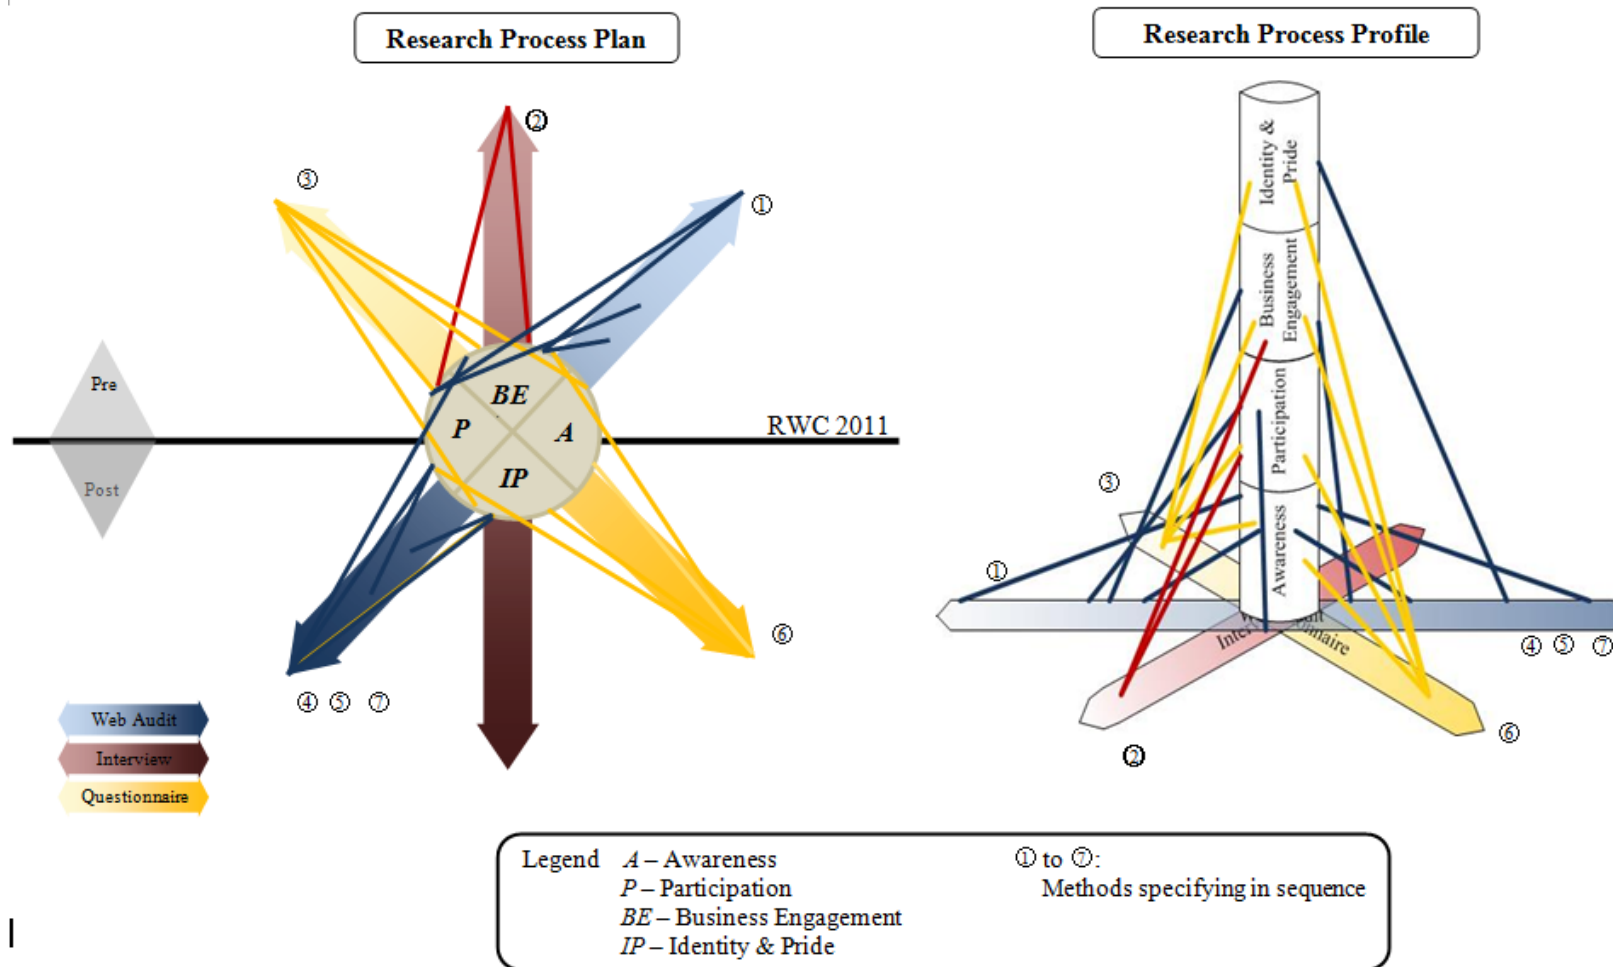 Research Process Plan
Research Process Profile
②
③
①
Pre
Post
BE
P
A
IP
RWC 2011
⑥
④ ⑤ ⑦
Web Audit
Interview
Questionnaire
Identity &
Pride
Business
Engagement
Participation
Awareness
③
①
④ ⑤ ⑦
②
⑥
Legend A – Awareness
P – Participation
BE – Business Engagement
IP – Identity & Pride
① to ⑦:
Methods specifying in sequence